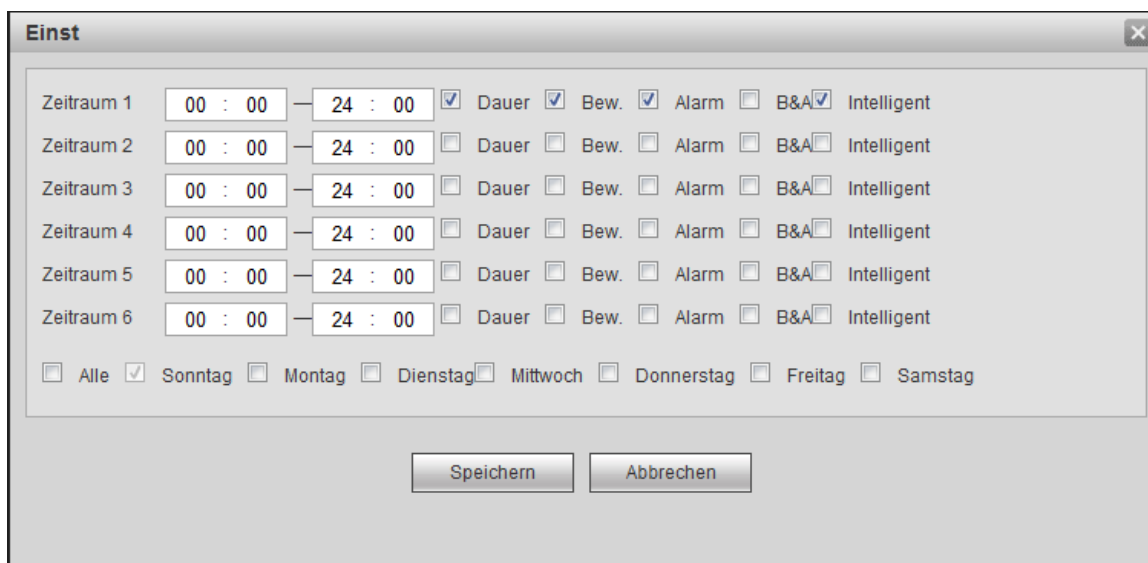 Einst
Zeitraum 1 00 : 00 — 24 : 00 Dauer Bew. Alarm B&A Intelligent
Zeitraum 2 00 : 00 — 24 : 00 Dauer Bew. Alarm B&A Intelligent
Zeitraum 3 00 : 00 — 24 : 00 Dauer Bew. Alarm B&A Intelligent
Zeitraum 4 00 : 00 — 24 : 00 Dauer Bew. Alarm B&A Intelligent
Zeitraum 5 00 : 00 — 24 : 00 Dauer Bew. Alarm B&A Intelligent
Zeitraum 6 00 : 00 — 24 : 00 Dauer Bew. Alarm B&A Intelligent
Alle Sonntag Montag Dienstag Mittwoch Donnerstag Freitag Samstag
Speichern Abbrechen